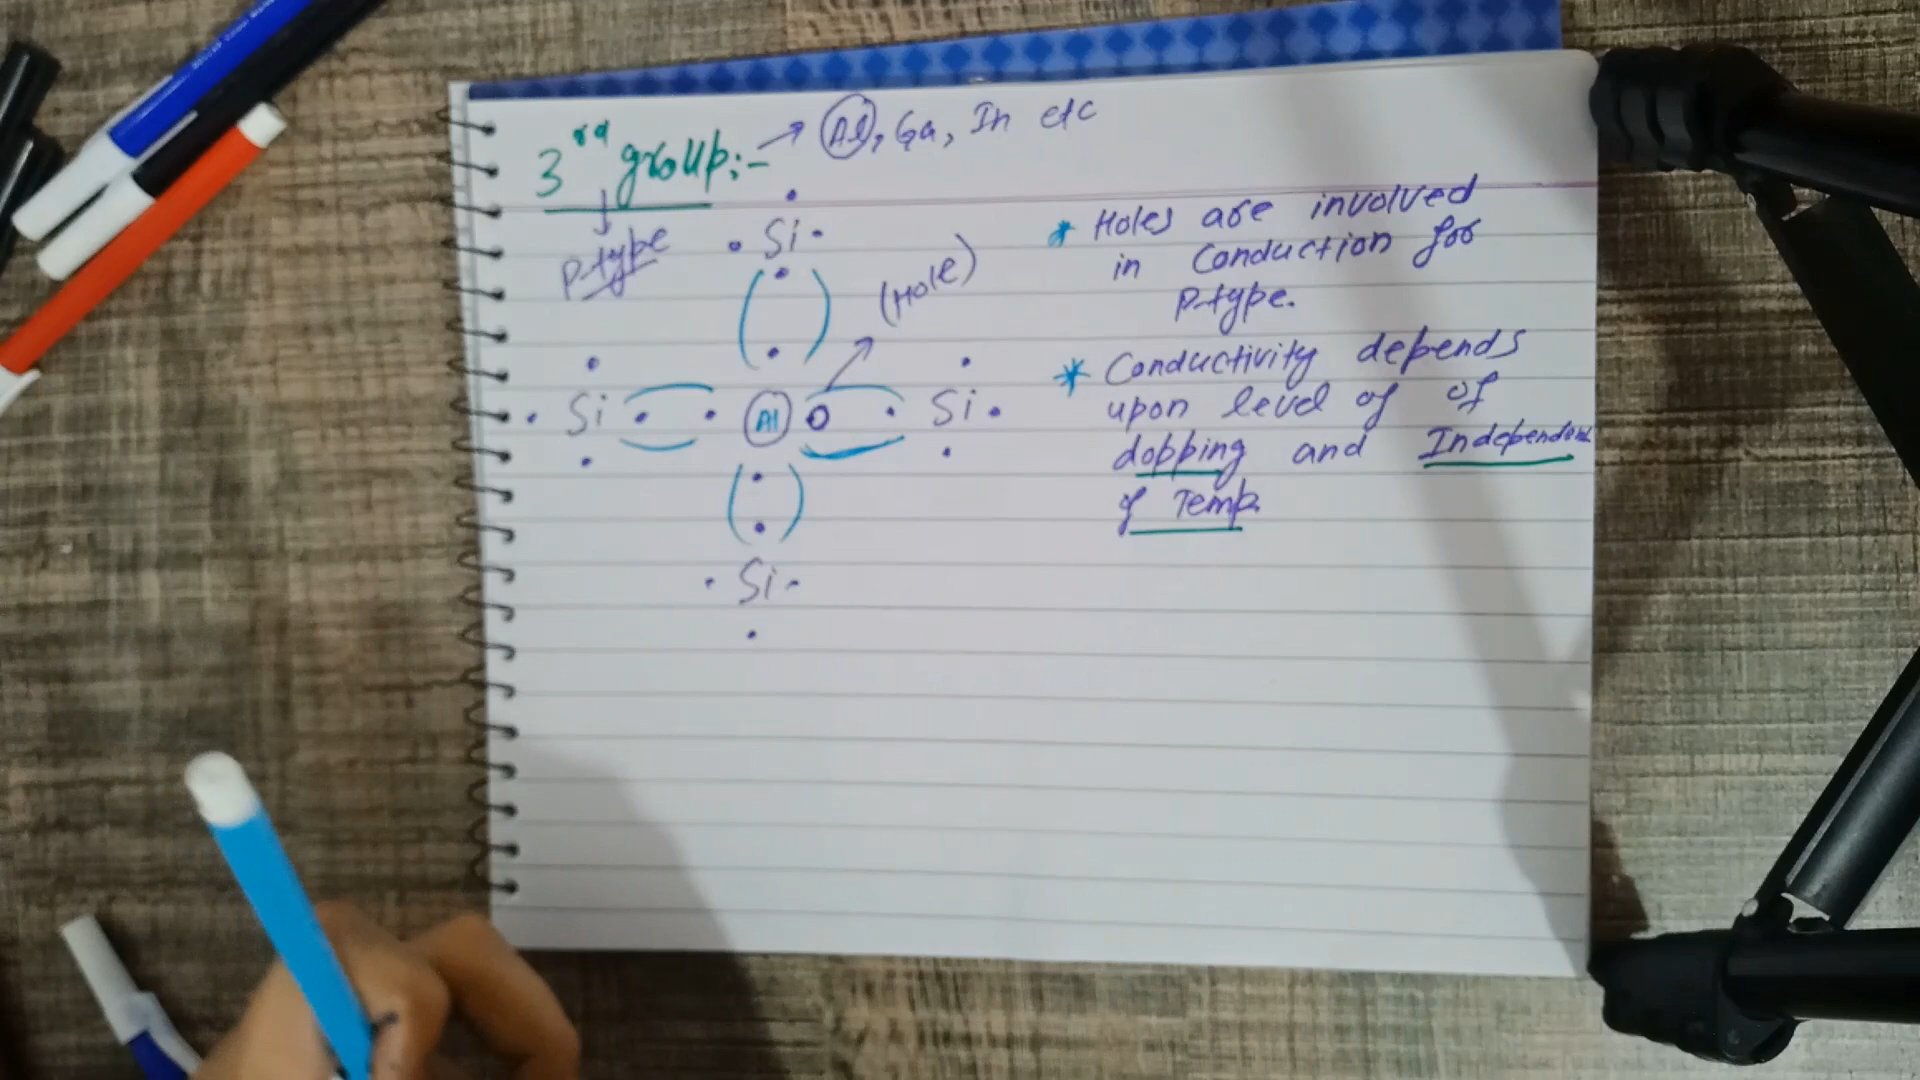 3rd group:- → Al, Ga, In etc
P-type
Si
(Hole)
Si Al Si
Si
* Holes are involved
in Conduction for
P-type.
* Conductivity depends
upon level of of
dopping and Independent
of Temp.